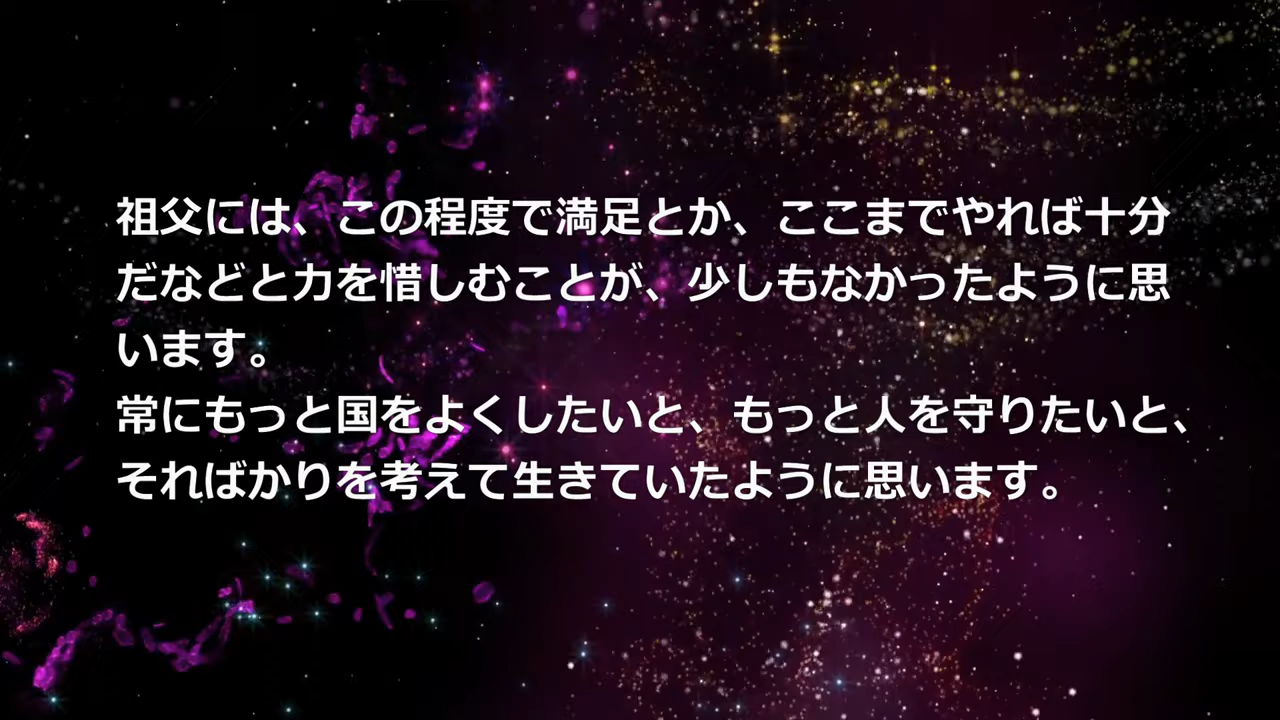 祖父には、この程度で満足とか、ここまでやれば十分
だなどと力を惜しむことが、少しもなかったように思
います。
常にもっと国をよくしたいと、もっと人を守りたいと、
そればかりを考えて生きていたように思います。